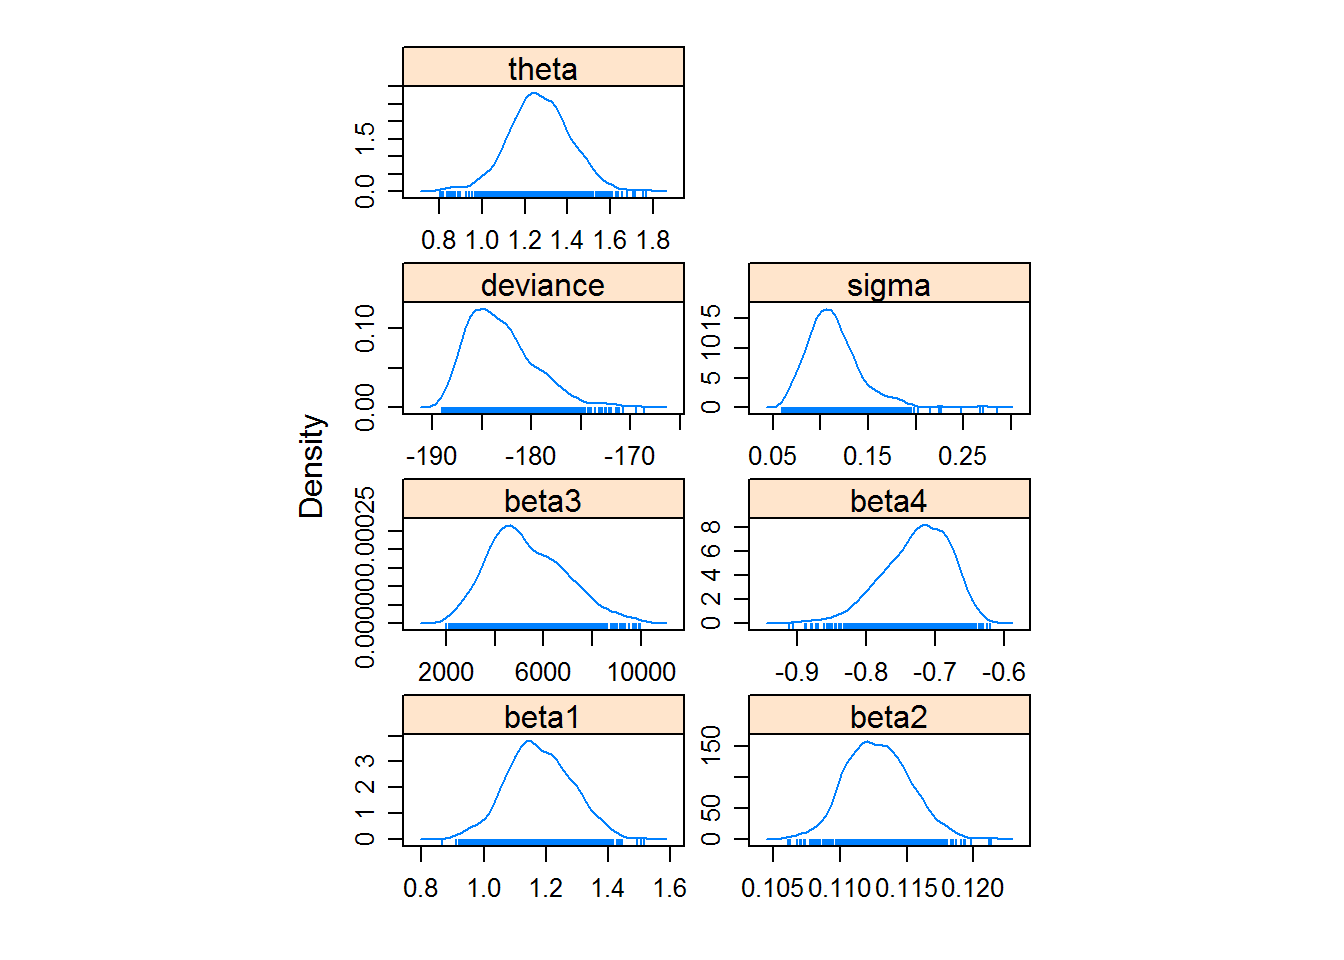 theta
0.0 1.5
0.8 1.0 1.2 1.4 1.6 1.8
deviance
0.00 0.10
-190 -180 -170
sigma
0 5 10 15
0.05 0.15 0.25
Density
beta3
0.00000 0.00025
2000 6000 10000
beta4
0 2 4 6 8
-0.9 -0.8 -0.7 -0.6
beta1
0 1 2 3
0.8 1.0 1.2 1.4 1.6
beta2
0 50 150
0.105 0.110 0.115 0.120